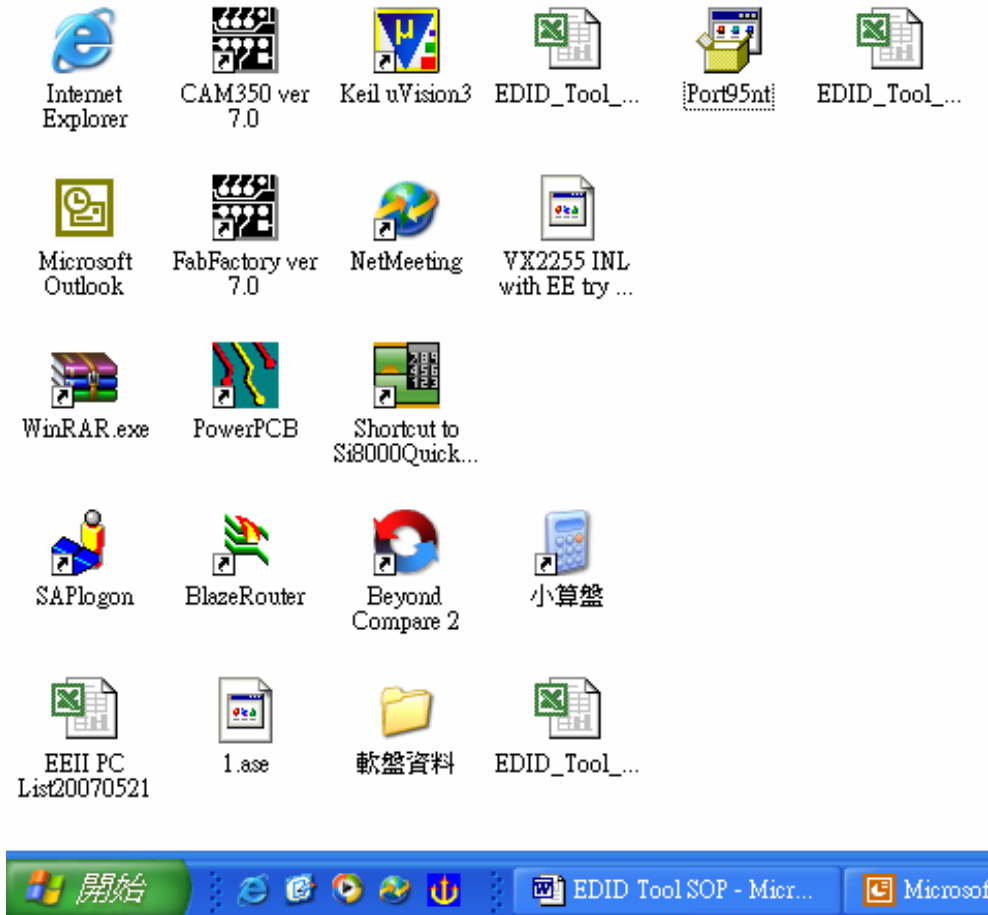 Internet
Explorer
CAM350 ver
7.0
Keil uVision3
EDID_Tool_...
Port95nt
EDID_Tool_...
Microsoft
Outlook
FabFactory ver
7.0
NetMeeting
VX2255 INL
with EE try ...
WinRAR.exe
PowerPCB
Shortcut to
Si8000Quick...
SAPlogon
BlazeRouter
Beyond
Compare 2
小算盤
EEII PC
List20070521
1.ase
軟盤資料
EDID_Tool_...
開始
EDID Tool SOP - Micr...
Microsof